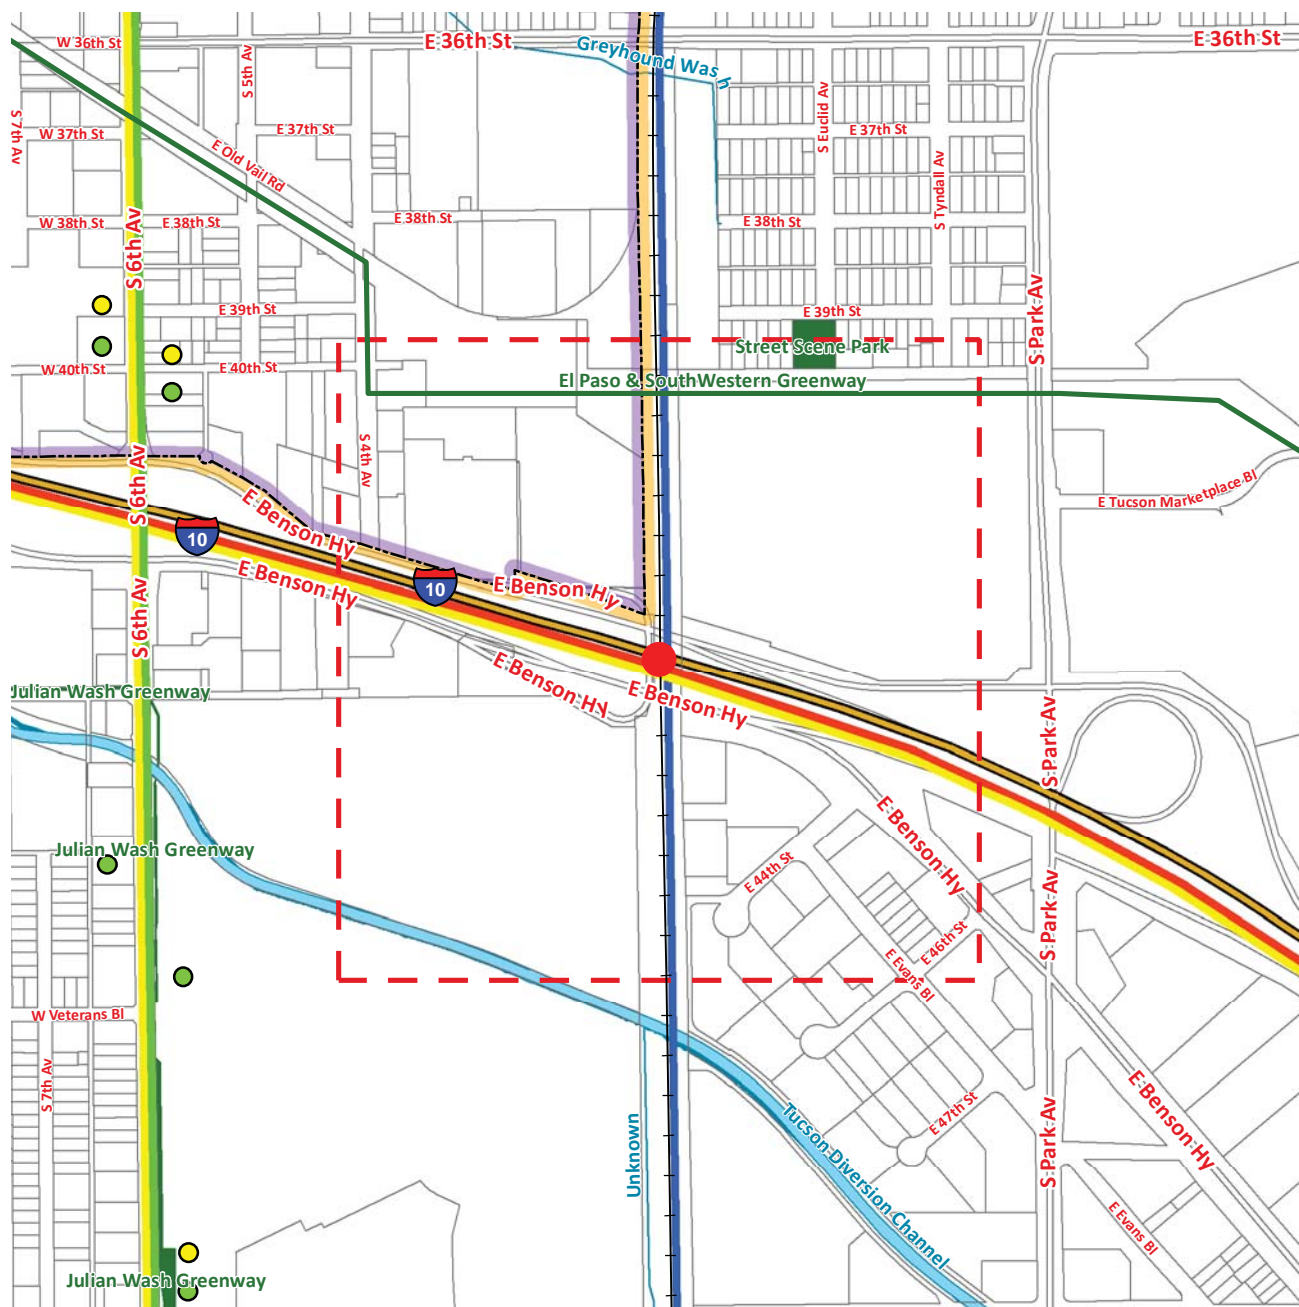 W 36th St
E 36th St
E 36th St
Greyhound Wash
S 5th Av
S 7th Av
W 37th St
E 37th St
S Euclid Av
E 37th St
E Old Vail Rd
S Tyndall Av
W 38th St
E 38th St
E 38th St
E 38th St
S 6th Av
E 39th St
E 39th St
S Park Av
Street Scene Park
W 40th St
E 40th St
El Paso & SouthWestern Greenway
S 4th Av
S 6th Av
E Tucson Marketplace Bl
E Benson Hy
10
10
E Benson Hy
E Benson Hy
S 6th Av
E Benson Hy
E Benson Hy
Julian Wash Greenway
S Park Av
E Benson Hy
Julian Wash Greenway
E 44th St
S Park Av
E 46th St
E Evans Bl
W Veterans Bl
S 7th Av
E 47th St
E Benson Hy
Unknown
S Park Av
Tucson Diversion Channel
E Evans Bl
Julian Wash Greenway